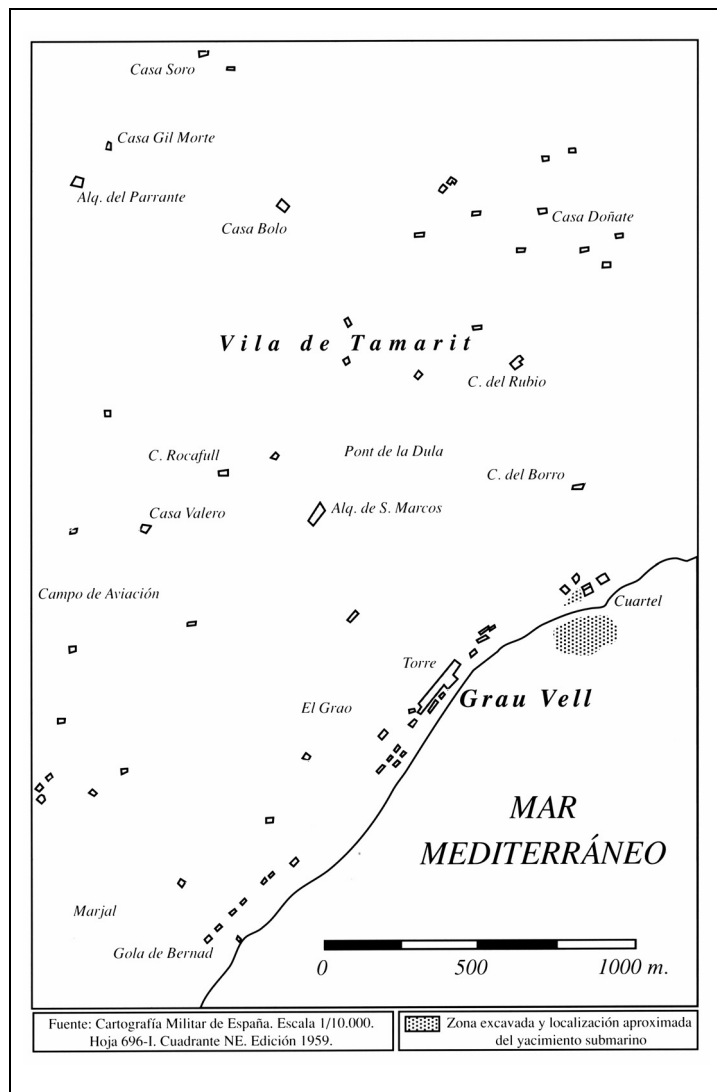 Casa Soro
Casa Gil Morte
Alq. del Parrante
Casa Bolo
Casa Doñate
Vila de Tamarit
C. del Rubio
C. Rocafull
Pont de la Dula
C. del Borro
Casa Valero
Alq. de S. Marcos
Campo de Aviación
Cuartel
Torre
El Grao
Grau Vell
MAR
MEDITERRÁNEO
Marjal
Gola de Bernad
0 500 1000 m.
Fuente: Cartografía Militar de España. Escala 1/10.000.
Hoja 696-I. Cuadrante NE. Edición 1959.
Zona excavada y localización aproximada
del yacimiento submarino